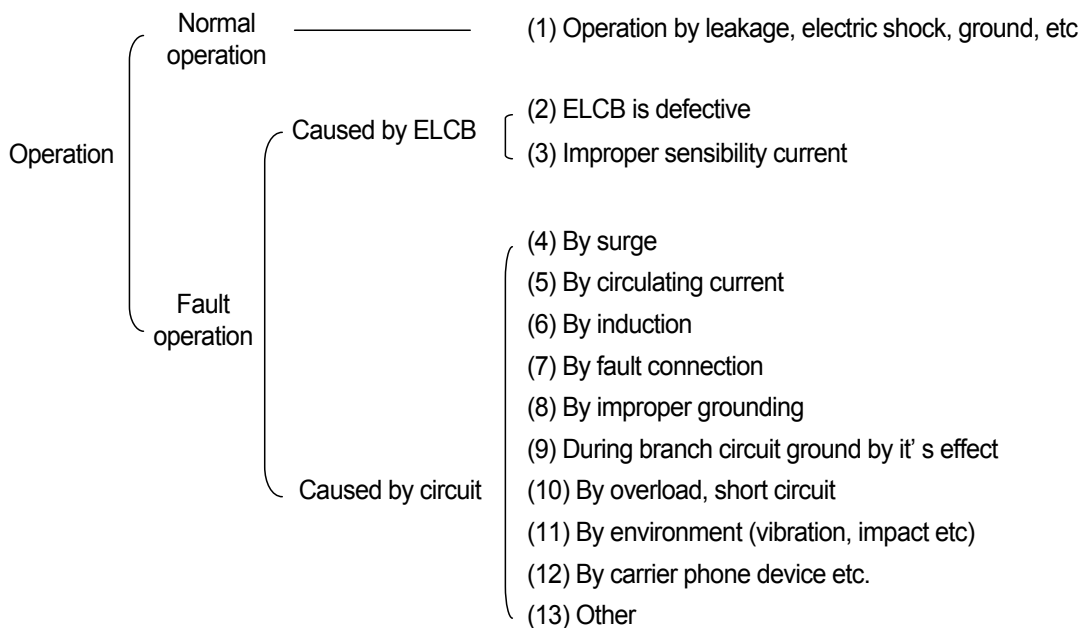 Normal
operation
(1) Operation by leakage, electric shock, ground, etc
Operation
Caused by ELCB
(2) ELCB is defective
(3) Improper sensibility current
Fault
operation
Caused by circuit
(4) By surge
(5) By circulating current
(6) By induction
(7) By fault connection
(8) By improper grounding
(9) During branch circuit ground by it' s effect
(10) By overload, short circuit
(11) By environment (vibration, impact etc)
(12) By carrier phone device etc.
(13) Other